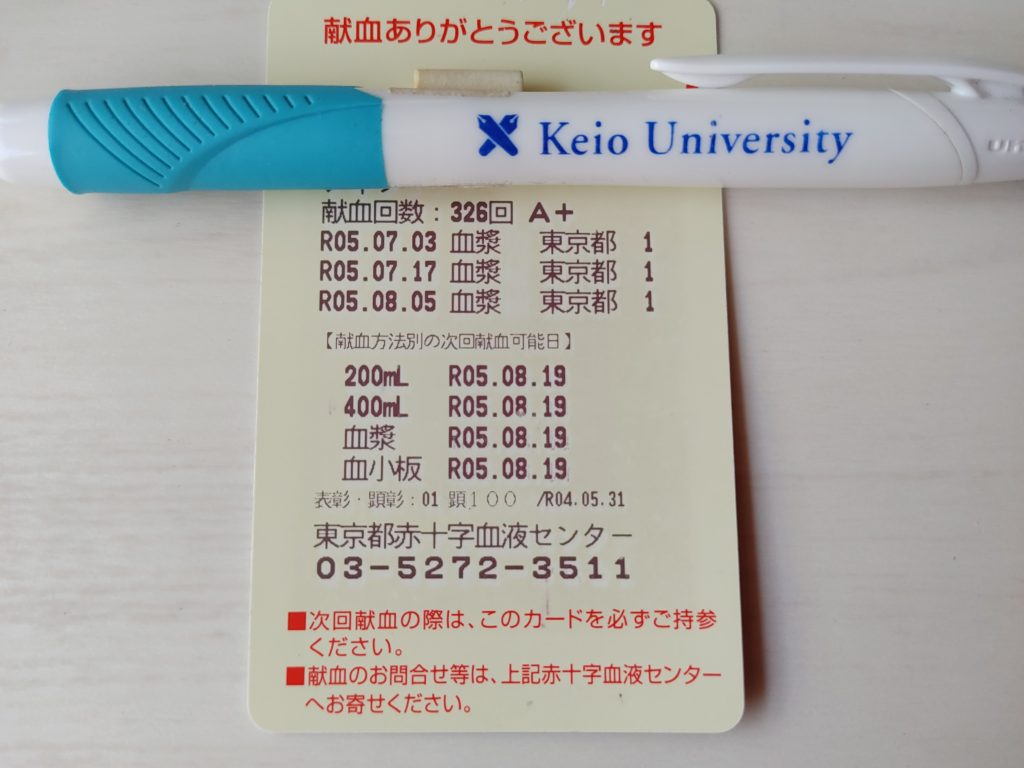 献血ありがとうございます
Keio University
献血回数：326回 A+
R05.07.03 血漿 東京都 1
R05.07.17 血漿 東京都 1
R05.08.05 血漿 東京都 1
【献血方法別の次回献血可能日】
200mL R05.08.19
400mL R05.08.19
血漿 R05.08.19
血小板 R05.08.19
表彰・顕彰：01 顕１００ /R04.05.31
東京都赤十字血液センター
０３−５２７２−３５１１
■次回献血の際は、このカードを必ずご持参
ください。
■献血のお問合せ等は、上記赤十字血液センター
へお寄せください。